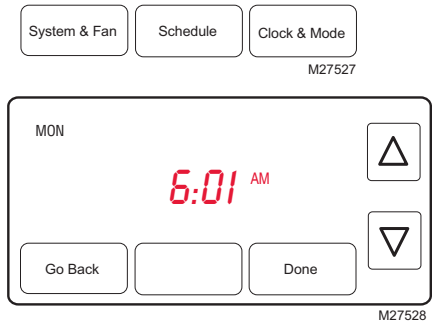 System & Fan Schedule Clock & Mode
M27527
MON
6:01 AM
Go Back Done
M27528